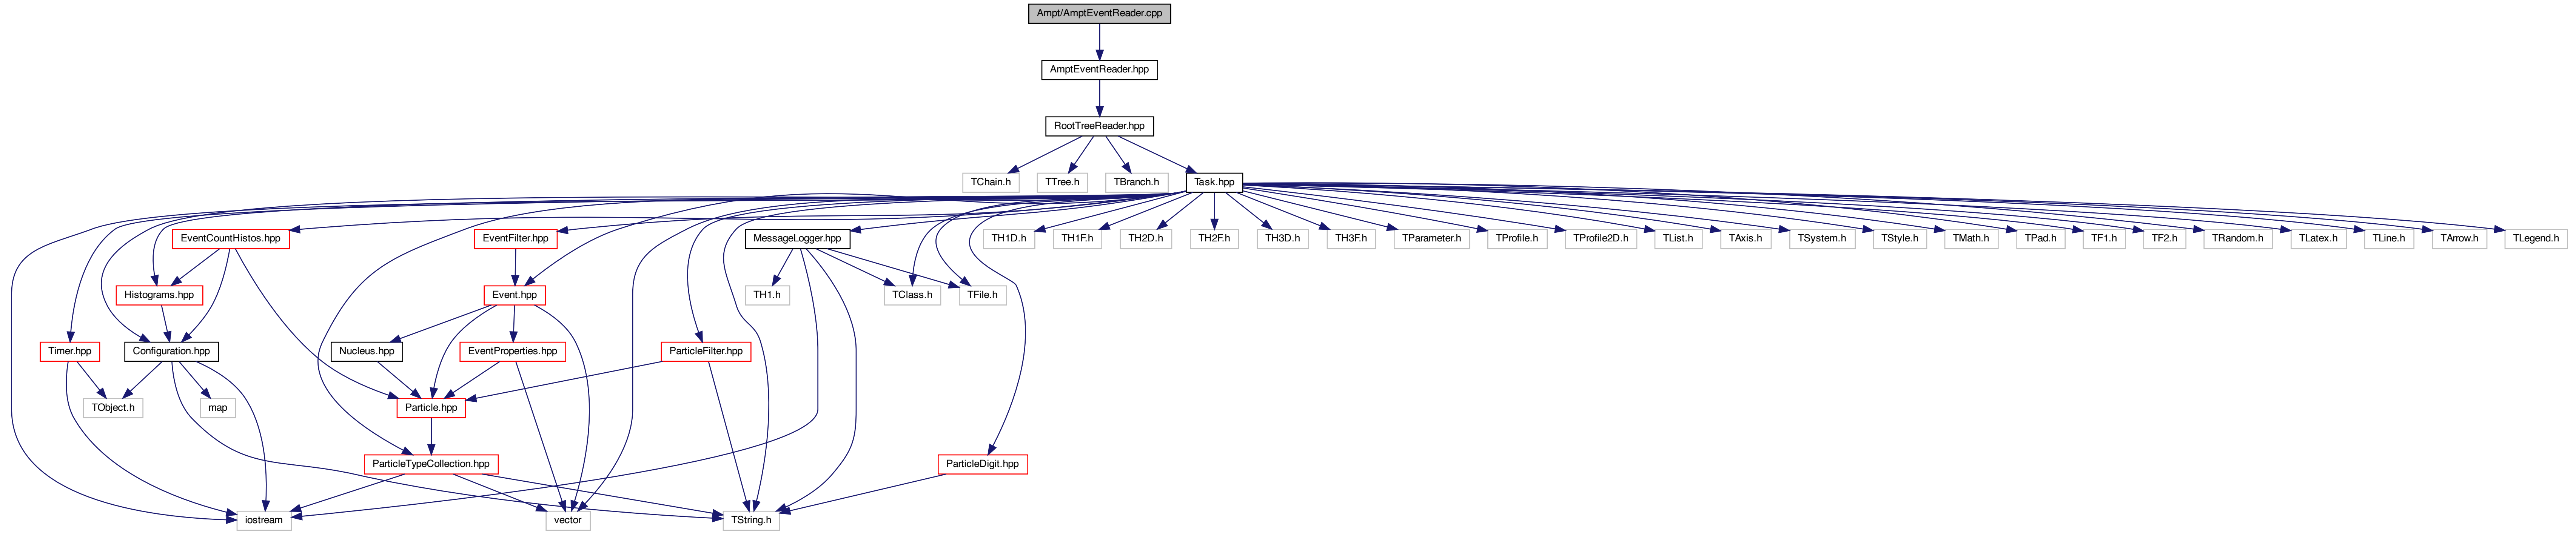 Ampt/AmptEventReader.cpp
AmptEventReader.hpp
RootTreeReader.hpp
TChain.h
TTree.h
TBranch.h
Task.hpp
EventCountHistos.hpp
EventFilter.hpp
MessageLogger.hpp
TH1D.h
TH1F.h
TH2D.h
TH2F.h
TH3D.h
TH3F.h
TParameter.h
TProfile.h
TProfile2D.h
TList.h
TAxis.h
TSystem.h
TStyle.h
TMath.h
TPad.h
TF1.h
TF2.h
TRandom.h
TLatex.h
TLine.h
TArrow.h
TLegend.h
Histograms.hpp
Event.hpp
TH1.h
TClass.h
TFile.h
Timer.hpp
Configuration.hpp
Nucleus.hpp
EventProperties.hpp
ParticleFilter.hpp
TObject.h
map
Particle.hpp
ParticleTypeCollection.hpp
ParticleDigit.hpp
iostream
vector
TString.h